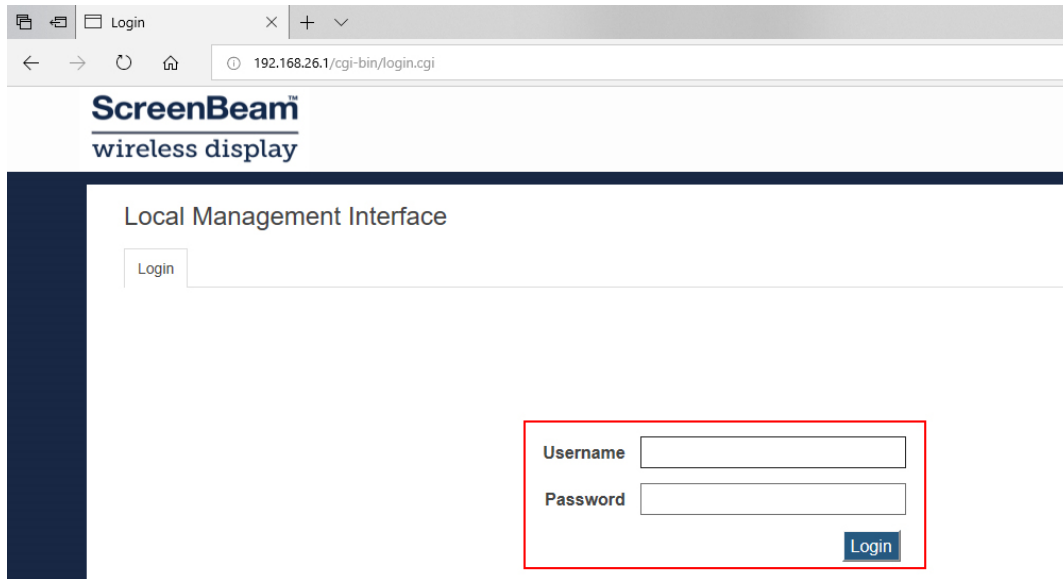 Login
192.168.26.1/cgi-bin/login.cgi
ScreenBeam™
wireless display
Local Management Interface
Login
Username
Password
Login